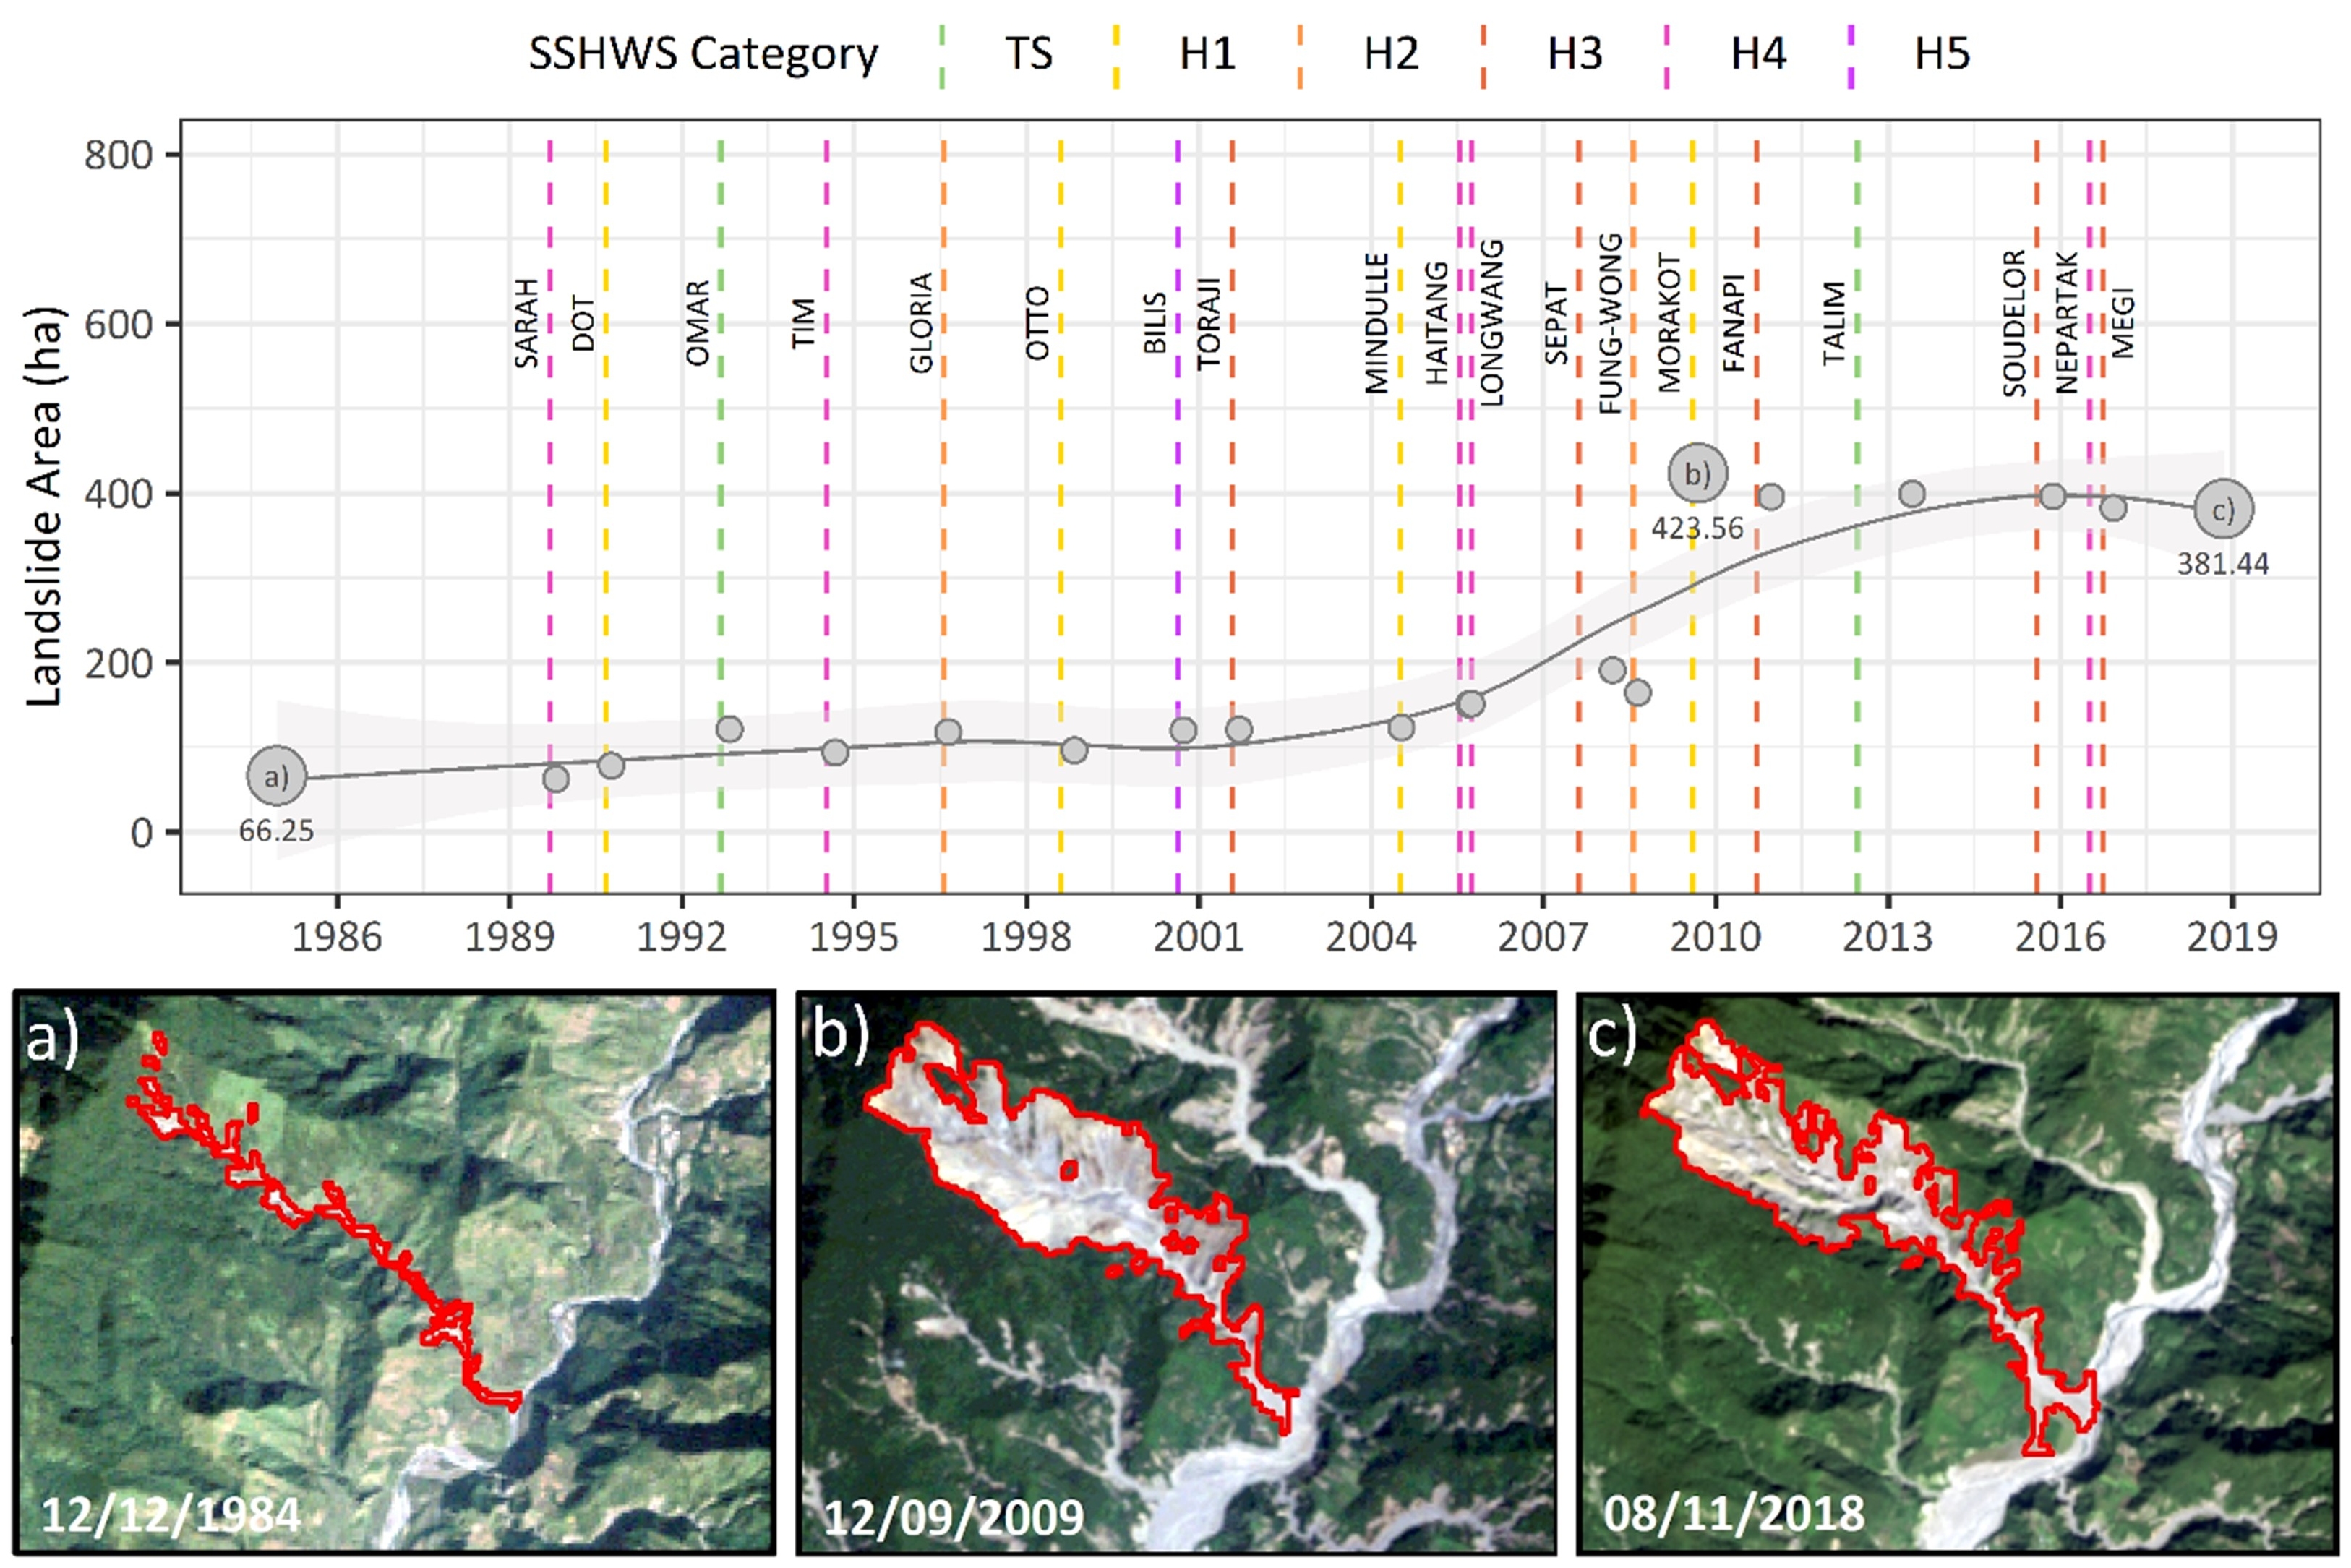 SSHWS Category TS H1 H2 H3 H4 H5
Landslide Area (ha)
800
600
400
200
0
SARAH
DOT
OMAR
TIM
GLORIA
OTTO
BILIS
TORAJI
MINDULLE
HAITANG
LONGWANG
SEPAT
FUNG-WONG
MORAKOT
FANAPI
TALIM
SOUDELOR
NEPARTAK
MEGI
a)
66.25
b)
423.56
c)
381.44
1986 1989 1992 1995 1998 2001 2004 2007 2010 2013 2016 2019
a)
12/12/1984
b)
12/09/2009
c)
08/11/2018